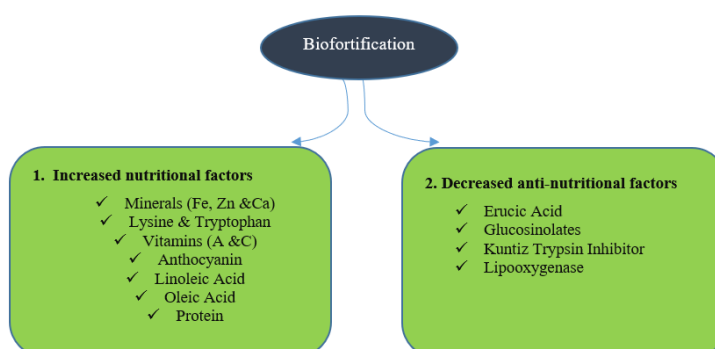 Biofortification
1. Increased nutritional factors
✓ Minerals (Fe, Zn &Ca)
✓ Lysine & Tryptophan
✓ Vitamins (A &C)
✓ Anthocyanin
✓ Linoleic Acid
✓ Oleic Acid
✓ Protein
2. Decreased anti-nutritional factors
✓ Erucic Acid
✓ Glucosinolates
✓ Kuntiz Trypsin Inhibitor
✓ Lipooxygenase